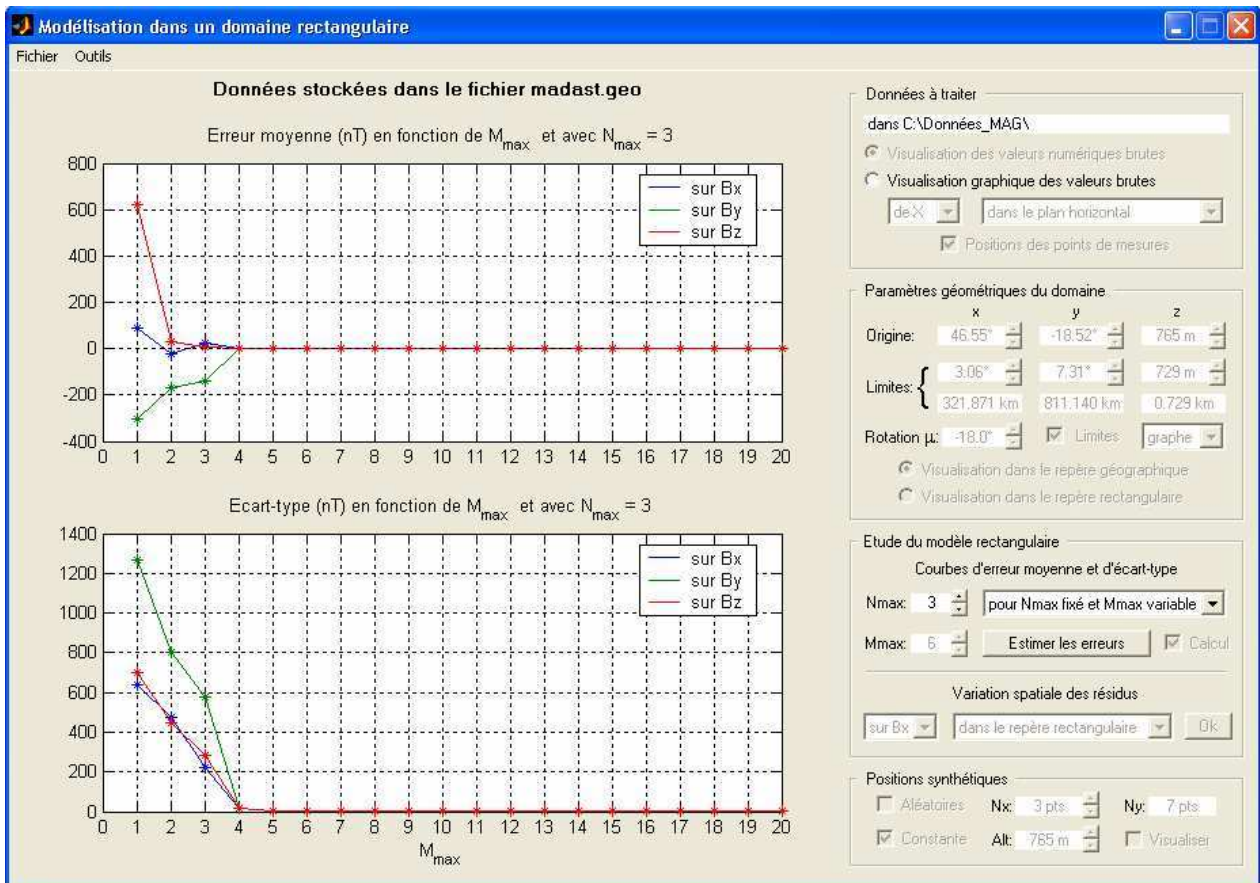 Modélisation dans un domaine rectangulaire
Fichier Outils
Données stockées dans le fichier madast.geo
Erreur moyenne (nT) en fonction de Mmax et avec Nmax = 3
800
600
400
200
0
-200
-400
0 1 2 3 4 5 6 7 8 9 10 11 12 13 14 15 16 17 18 19 20
sur Bx
sur By
sur Bz
Ecart-type (nT) en fonction de Mmax et avec Nmax = 3
1400
1200
1000
800
600
400
200
0
0 1 2 3 4 5 6 7 8 9 10 11 12 13 14 15 16 17 18 19 20
Mmax
sur Bx
sur By
sur Bz
Données à traiter
dans C:\Données_MAG\
Visualisation des valeurs numériques brutes
Visualisation graphique des valeurs brutes
de X dans le plan horizontal
Positions des points de mesures
Paramètres géométriques du domaine
x y z
Origine: 46.55° -18.52° 765 m
Limites: { 3.06° 7.31° 729 m
321.871 km 811.140 km 0.729 km
Rotation µ: -18.0° Limites graphe
Visualisation dans le repère géographique
Visualisation dans le repère rectangulaire
Etude du modèle rectangulaire
Courbes d'erreur moyenne et d'écart-type
Nmax: 3 pour Nmax fixé et Mmax variable
Mmax: 6 Estimer les erreurs Calcul
Variation spatiale des résidus
sur Bx dans le repère rectangulaire Ok
Positions synthétiques
Aléatoires Nx: 3 pts Ny: 7 pts
Constante Alt: 765 m Visualiser